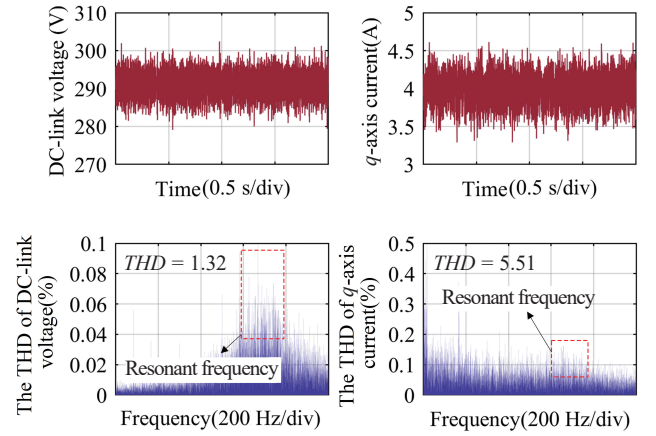 DC-link voltage (V)
310
300
290
280
270
Time(0.5 s/div)
q-axis current(A)
5
4.5
4
3.5
3
Time(0.5 s/div)
The THD of DC-link
voltage(%)
0.1
0.08
0.06
0.04
0.02
0
THD = 1.32
Resonant frequency
Frequency(200 Hz/div)
The THD of q-axis
current(%)
0.5
0.4
0.3
0.2
0.1
0
THD = 5.51
Resonant frequency
Frequency(200 Hz/div)